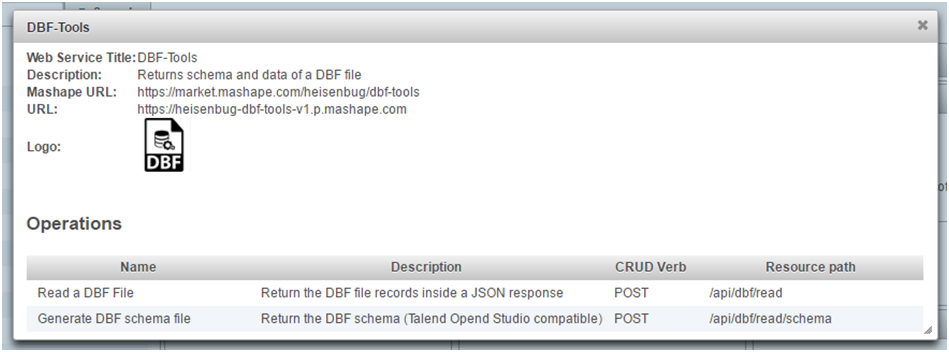 DBF-Tools
Web Service Title: DBF-Tools
Description: Returns schema and data of a DBF file
Mashape URL: https://market.mashape.com/heisenbug/dbf-tools
URL: https://heisenbug-dbf-tools-v1.p.mashape.com
Logo: DBF
Operations
Name Description CRUD Verb Resource path
Read a DBF File Return the DBF file records inside a JSON response POST /api/dbf/read
Generate DBF schema file Return the DBF schema (Talend Opend Studio compatible) POST /api/dbf/read/schema